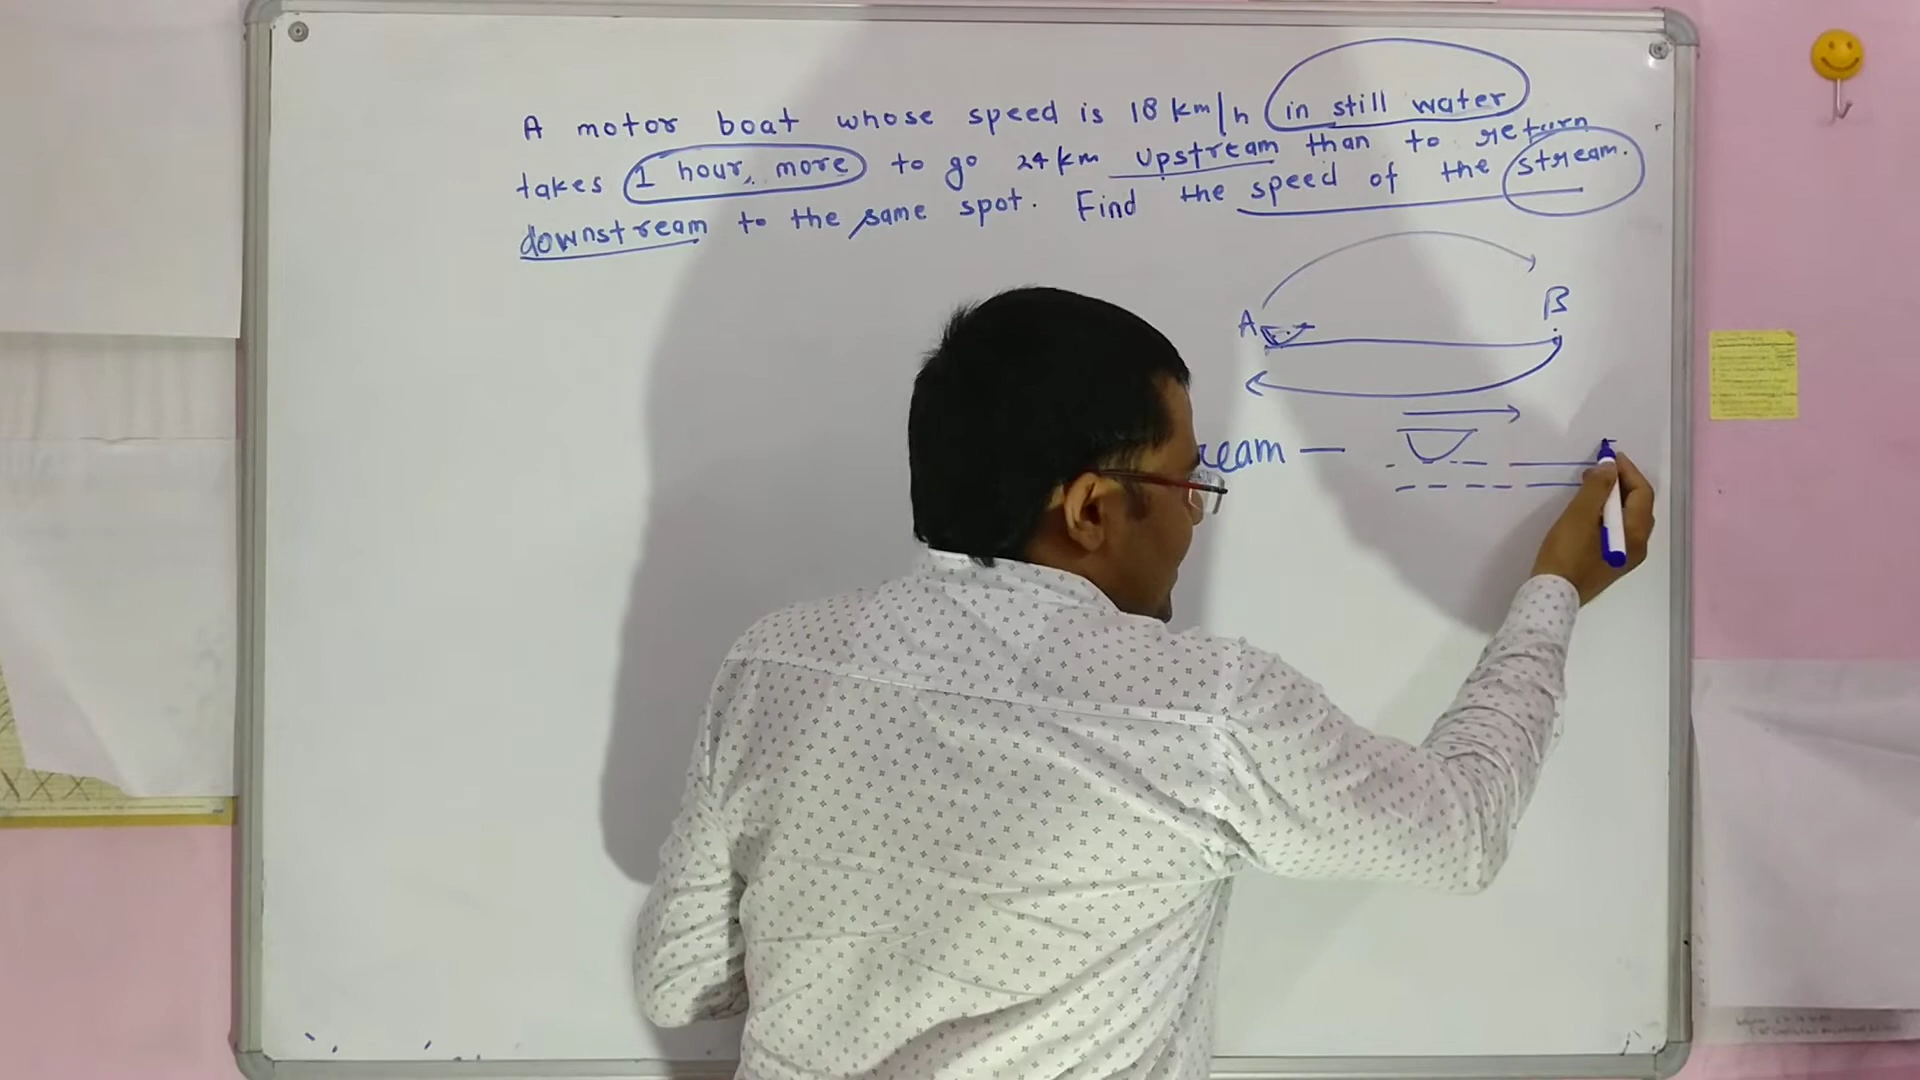 A motor boat whose speed is 18 km/h in still water
takes 1 hour, more to go 24 km upstream than to return
downstream to the same spot. Find the speed of the stream.
A B